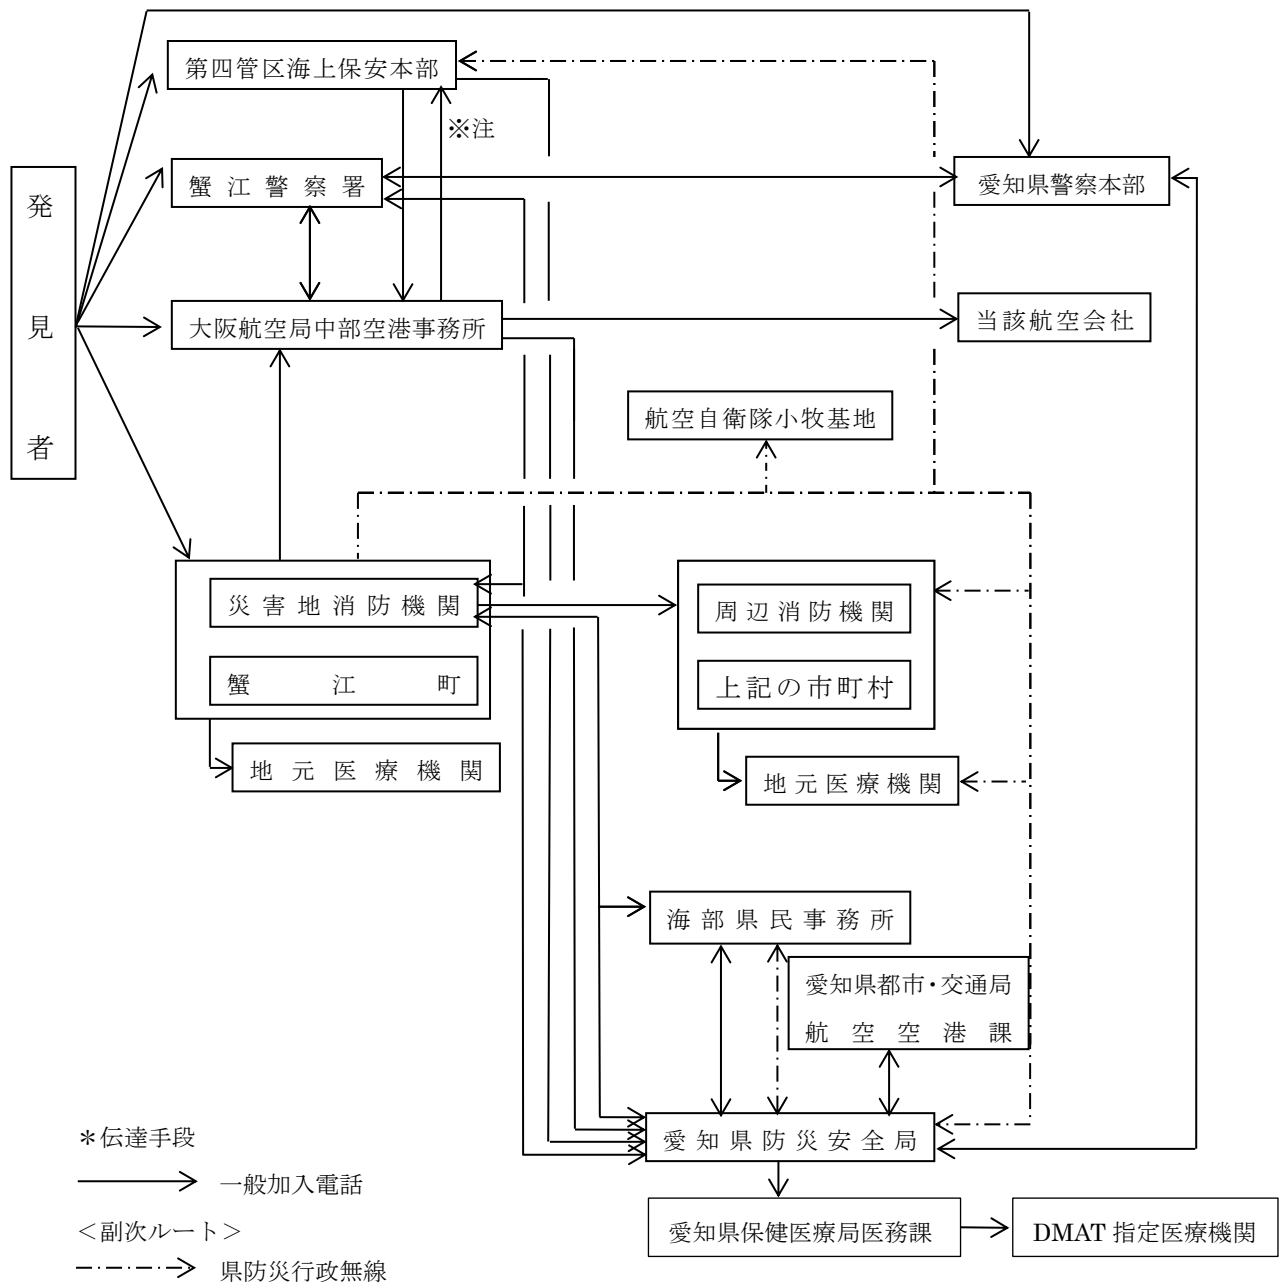 第四管区海上保安本部
※注
発見者
蟹江警察署
愛知県警察本部
大阪航空局中部空港事務所
当該航空会社
航空自衛隊小牧基地
災害地消防機関
周辺消防機関
蟹江町
上記の市町村
地元医療機関
地元医療機関
海部県民事務所
愛知県都市・交通局
航空空港課
愛知県防災安全局
*伝達手段
一般加入電話
<副次ルート>
県防災行政無線
愛知県保健医療局医務課
DMAT 指定医療機関